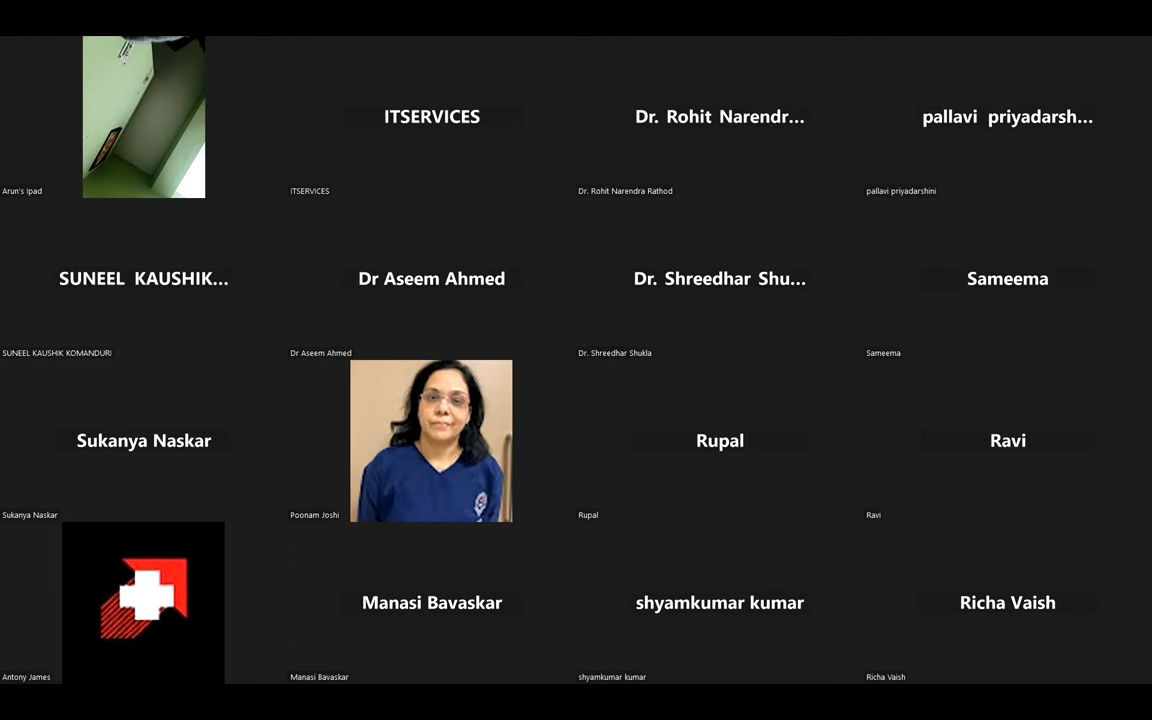 ITSERVICES
Dr. Rohit Narendr...
pallavi priyadarsh...
Arun's Ipad
ITSERVICES
Dr. Rohit Narendra Rathod
pallavi priyadarshini
SUNEEL KAUSHIK...
Dr Aseem Ahmed
Dr. Shreedhar Shu...
Sameema
SUNEEL KAUSHIK KOMANDURI
Dr Aseem Ahmed
Dr. Shreedhar Shukla
Sameema
Sukanya Naskar
Rupal
Ravi
Sukanya Naskar
Poonam Joshi
Rupal
Ravi
Manasi Bavaskar
shyamkumar kumar
Richa Vaish
Antony James
Manasi Bavaskar
shyamkumar kumar
Richa Vaish